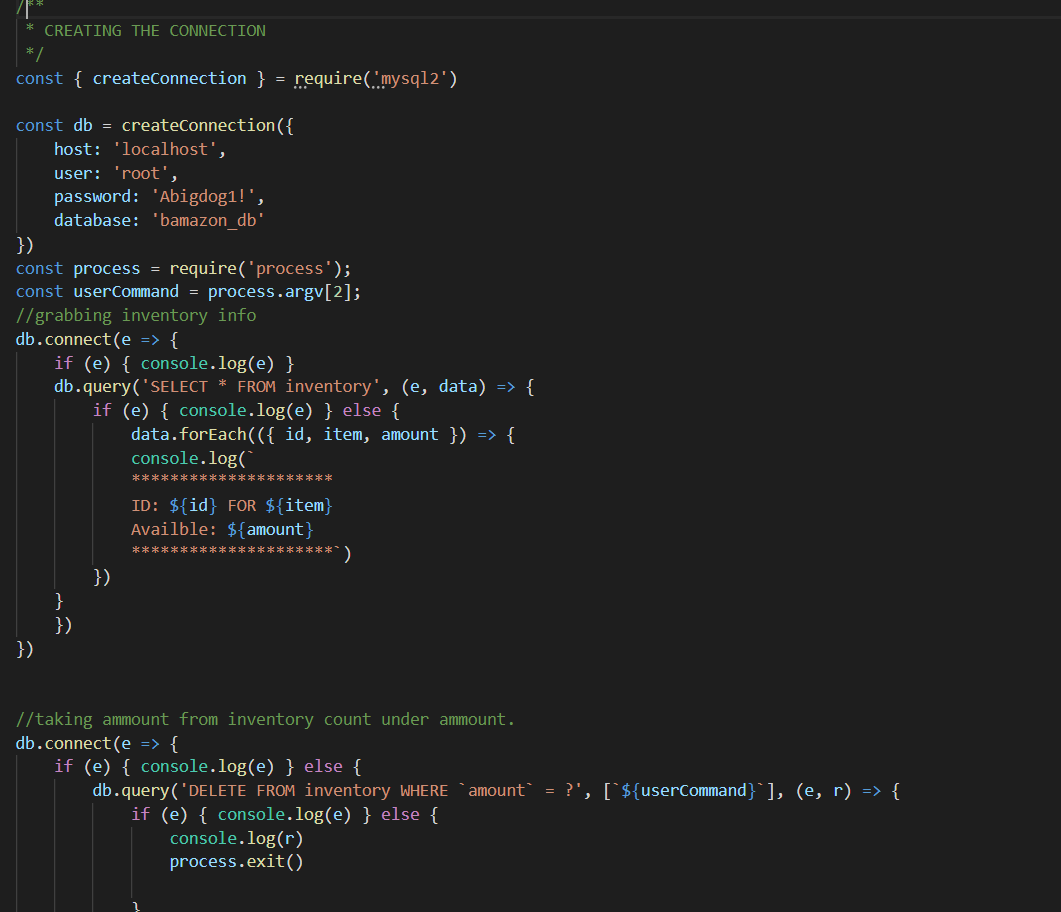 /**
 * CREATING THE CONNECTION
 */
const { createConnection } = require('mysql2')
const db = createConnection({
    host: 'localhost',
    user: 'root',
    password: 'Abigdog1!',
    database: 'bamazon_db'
})
const process = require('process');
const userCommand = process.argv[2];
//grabbing inventory info
db.connect(e => {
    if (e) { console.log(e) }
    db.query('SELECT * FROM inventory', (e, data) => {
        if (e) { console.log(e) } else {
            data.forEach(({ id, item, amount }) => {
            console.log(`
            *********************
            ID: ${id} FOR ${item}
            Availble: ${amount}
            *********************`)
        })
    }
    })
})
//taking ammount from inventory count under ammount.
db.connect(e => {
    if (e) { console.log(e) } else {
        db.query('DELETE FROM inventory WHERE `amount` = ?', [`${userCommand}`], (e, r) => {
            if (e) { console.log(e) } else {
                console.log(r)
                process.exit()
            }